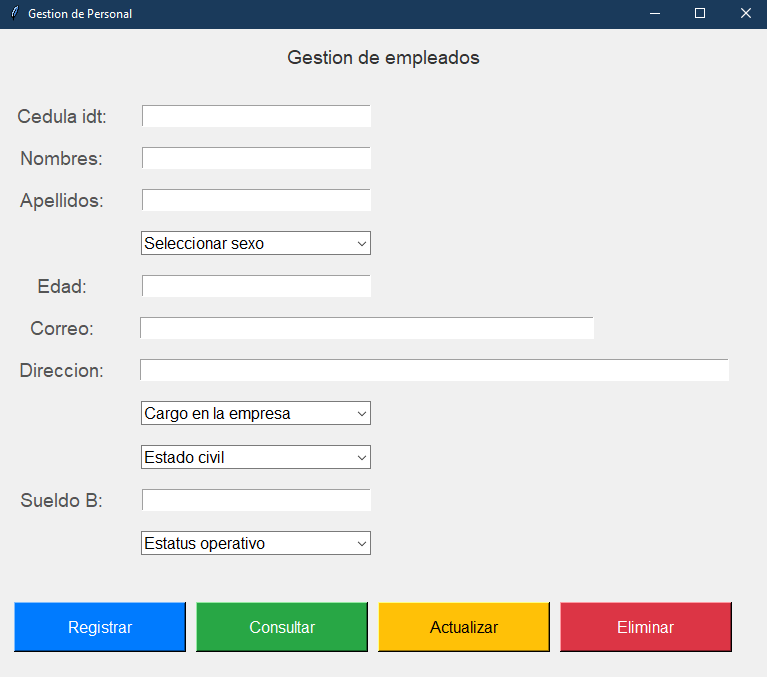 Gestion de Personal
Gestion de empleados
Cedula idt:
Nombres:
Apellidos:
Seleccionar sexo
Edad:
Correo:
Direccion:
Cargo en la empresa
Estado civil
Sueldo B:
Estatus operativo
Registrar Consultar Actualizar Eliminar